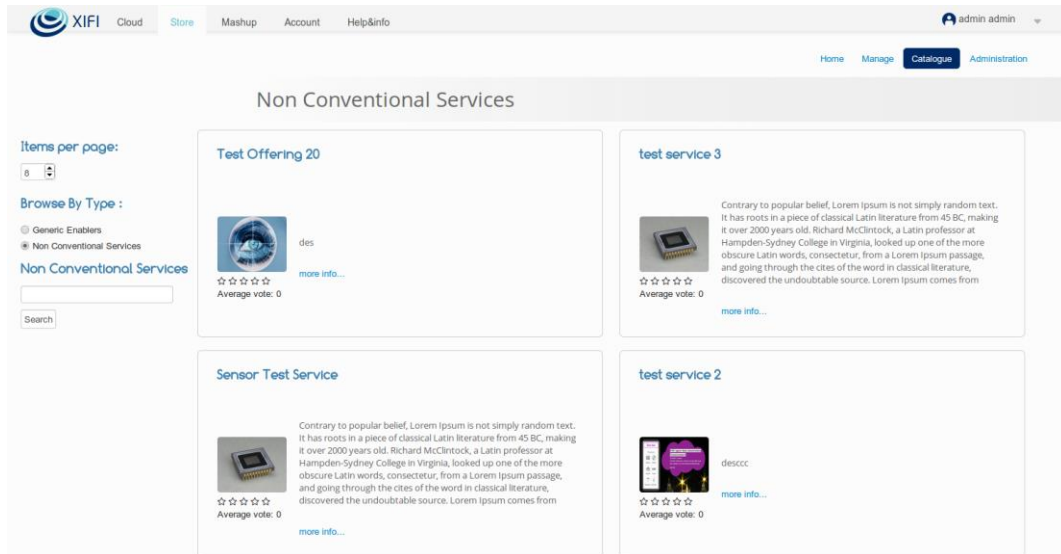 XIFI Cloud Store Mashup Account Help&info admin admin
Home Manage Catalogue Administration
Non Conventional Services
Items per page:
6
Browse By Type :
Generic Enablers
Non Conventional Services
Non Conventional Services
Search
Test Offering 20
des
more info...
Average vote: 0
test service 3
Contrary to popular belief, Lorem Ipsum is not simply random text.
It has roots in a piece of classical Latin literature from 45 BC, making
it over 2000 years old. Richard McClintock, a Latin professor at
Hampden-Sydney College in Virginia, looked up one of the more
obscure Latin words, consectetur, from a Lorem Ipsum passage,
and going through the cites of the word in classical literature,
discovered the undoubtable source. Lorem Ipsum comes from
Average vote: 0
more info...
Sensor Test Service
Contrary to popular belief, Lorem Ipsum is not simply random text.
It has roots in a piece of classical Latin literature from 45 BC, making
it over 2000 years old. Richard McClintock, a Latin professor at
Hampden-Sydney College in Virginia, looked up one of the more
obscure Latin words, consectetur, from a Lorem Ipsum passage,
and going through the cites of the word in classical literature,
discovered the undoubtable source. Lorem Ipsum comes from
Average vote: 0
more info...
test service 2
desccc
more info...
Average vote: 0